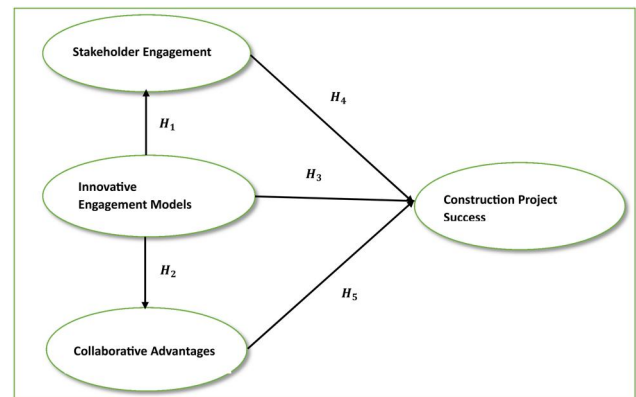 Stakeholder Engagement
H₄
H₁
H₃
Innovative
Engagement Models
Construction Project
Success
H₂
H₅
Collaborative Advantages